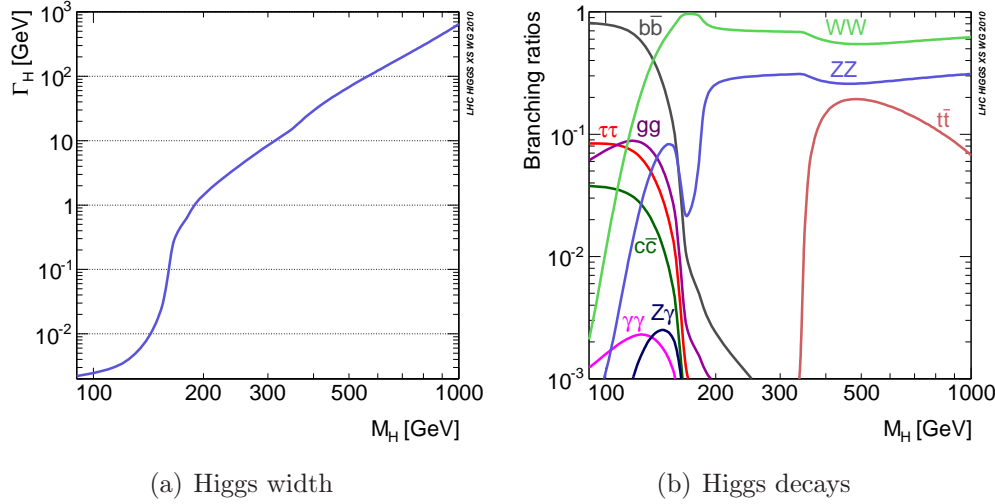 Γ_H [GeV]
10³
10²
10
1
10⁻¹
10⁻²
100
200
300
500
1000
M_H [GeV]
LHC HIGGS XS WG 2010
(a) Higgs width
Branching ratios
1
10⁻¹
10⁻²
10⁻³
bb̄
WW
ZZ
ττ
gg
tt̄
cc̄
γγ
Zγ
100
200
300
500
1000
M_H [GeV]
LHC HIGGS XS WG 2010
(b) Higgs decays